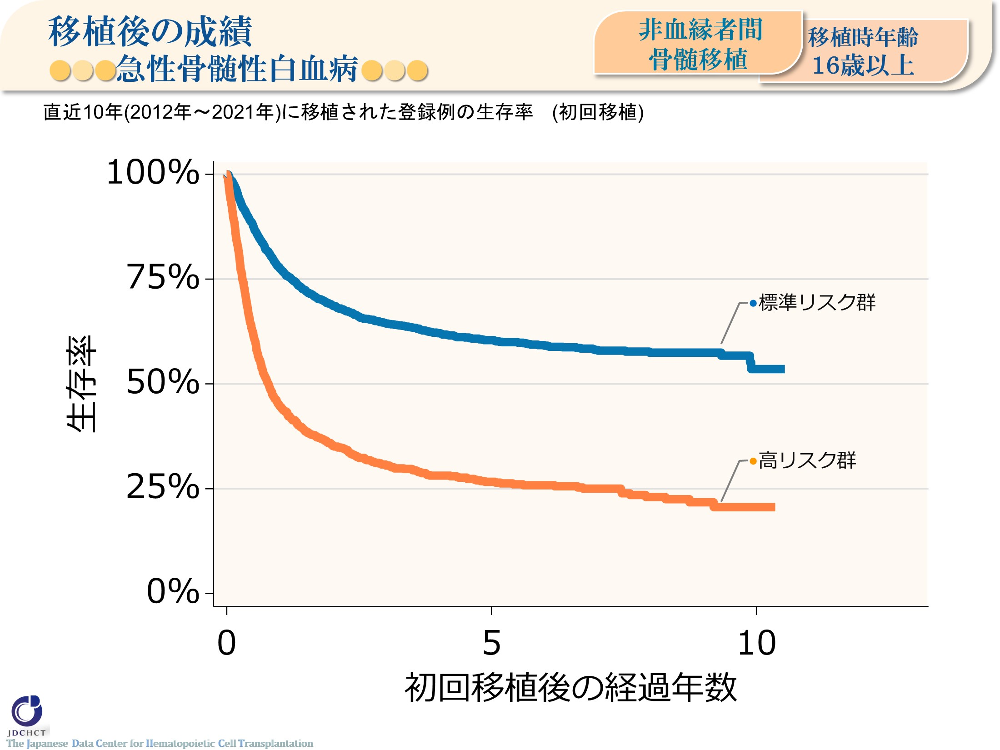 移植後の成績
急性骨髄性白血病
非血縁者間
骨髄移植
移植時年齢
16歳以上
直近10年(2012年～2021年)に移植された登録例の生存率　(初回移植)
100%
75%
50%
25%
0%
生存率
標準リスク群
高リスク群
0
5
10
初回移植後の経過年数
JDCHCT
The Japanese Data Center for Hematopoietic Cell Transplantation